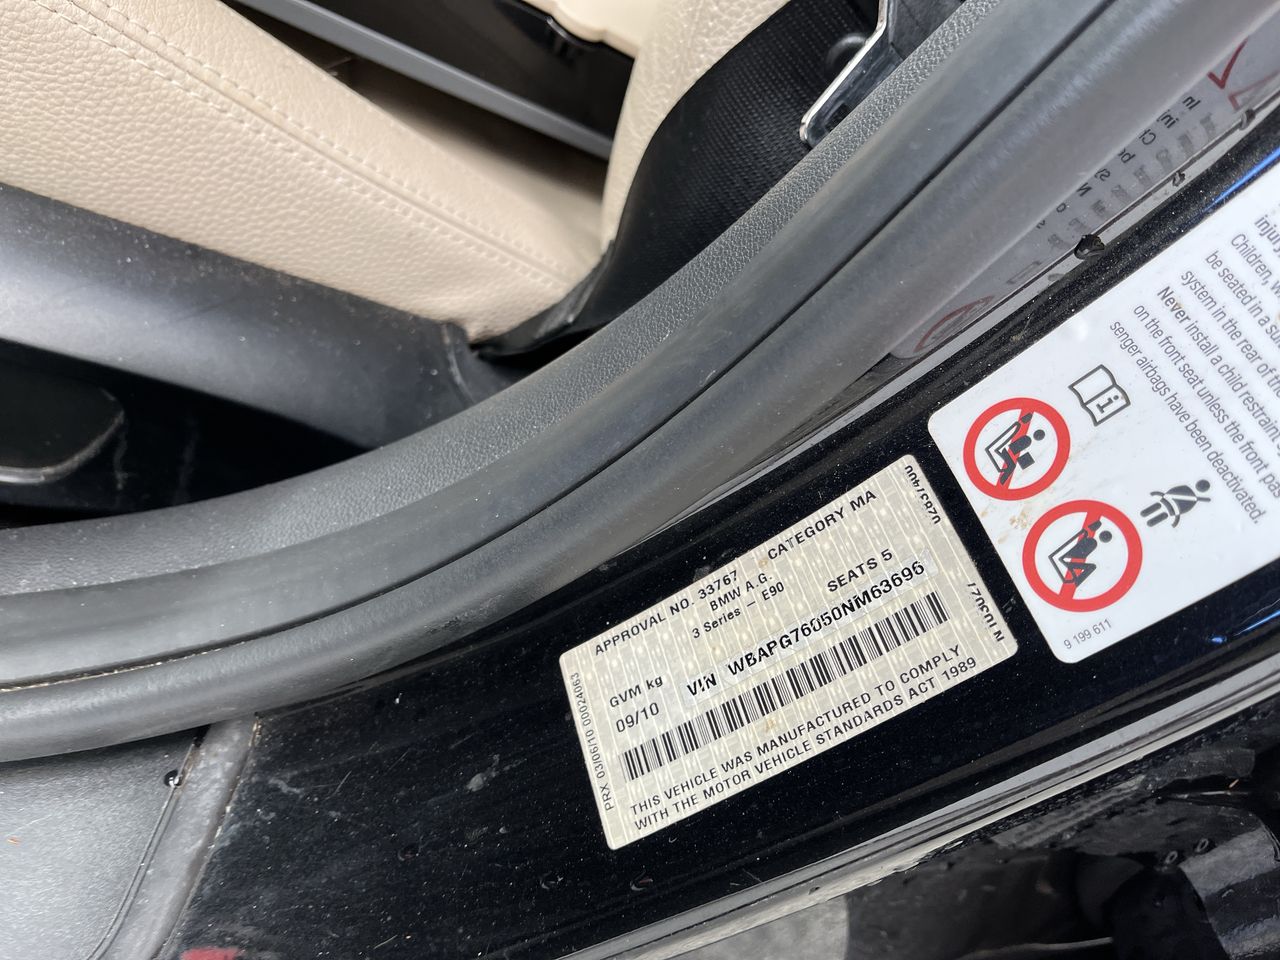 APPROVAL NO. 33767 CATEGORY MA
BMW A.G.
3 Series – E90
GVM kg SEATS 5
09/10 VIN WBAPG76050NM63696
THIS VEHICLE WAS MANUFACTURED TO COMPLY
WITH THE MOTOR VEHICLE STANDARDS ACT 1989
PRX 03/06/10 00024063
Children,
be seated in a
system in the rear of
Never install a child restraint
on the front seat unless the front pas
senger airbags have been deactivated.
i
9 199 611